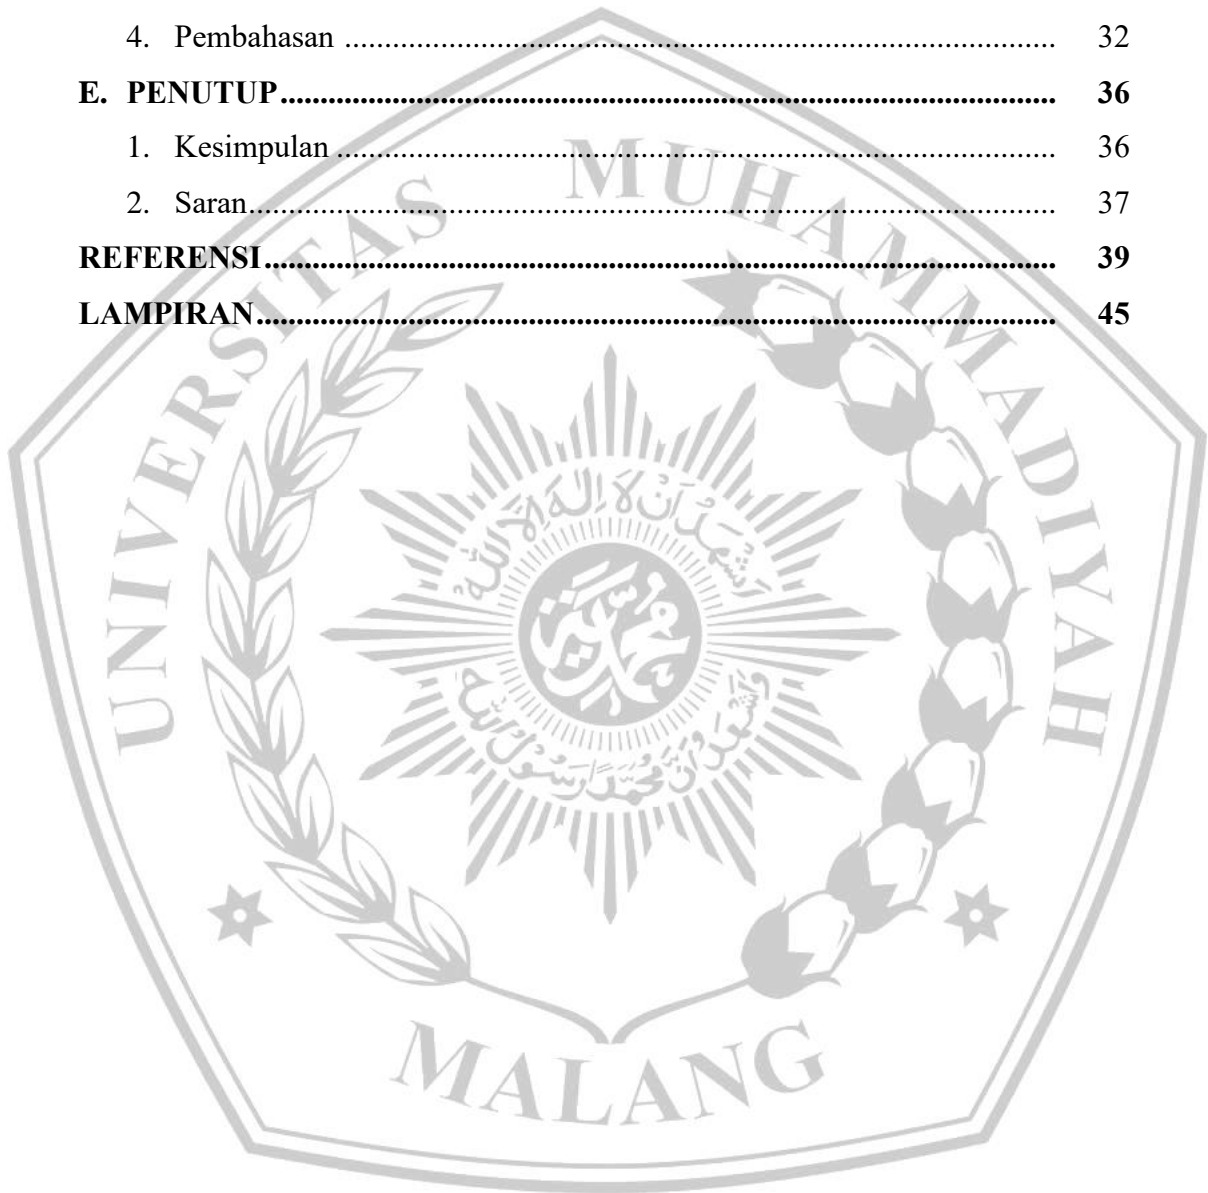 4. Pembahasan ........................................................................................ 32
E. PENUTUP ................................................................................................ 36
1. Kesimpulan ......................................................................................... 36
2. Saran.................................................................................................... 37
REFERENSI.................................................................................................. 39
LAMPIRAN................................................................................................... 45
UNIVERSITAS MUHAMMADIYAH
MALANG